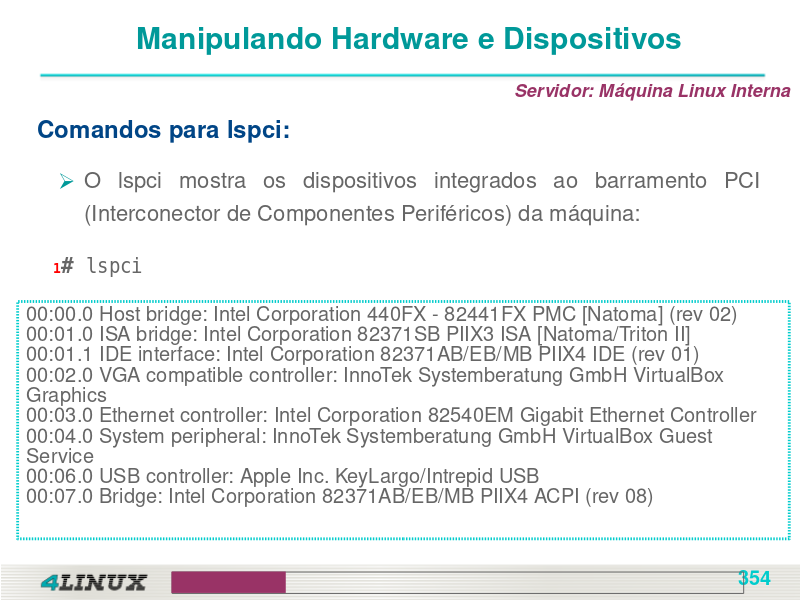 Manipulando Hardware e Dispositivos
Servidor: Máquina Linux Interna
Comandos para lspci:
➢ O lspci mostra os dispositivos integrados ao barramento PCI
(Interconector de Componentes Periféricos) da máquina:
1# lspci
00:00.0 Host bridge: Intel Corporation 440FX - 82441FX PMC [Natoma] (rev 02)
00:01.0 ISA bridge: Intel Corporation 82371SB PIIX3 ISA [Natoma/Triton II]
00:01.1 IDE interface: Intel Corporation 82371AB/EB/MB PIIX4 IDE (rev 01)
00:02.0 VGA compatible controller: InnoTek Systemberatung GmbH VirtualBox
Graphics
00:03.0 Ethernet controller: Intel Corporation 82540EM Gigabit Ethernet Controller
00:04.0 System peripheral: InnoTek Systemberatung GmbH VirtualBox Guest
Service
00:06.0 USB controller: Apple Inc. KeyLargo/Intrepid USB
00:07.0 Bridge: Intel Corporation 82371AB/EB/MB PIIX4 ACPI (rev 08)
4LINUX
354